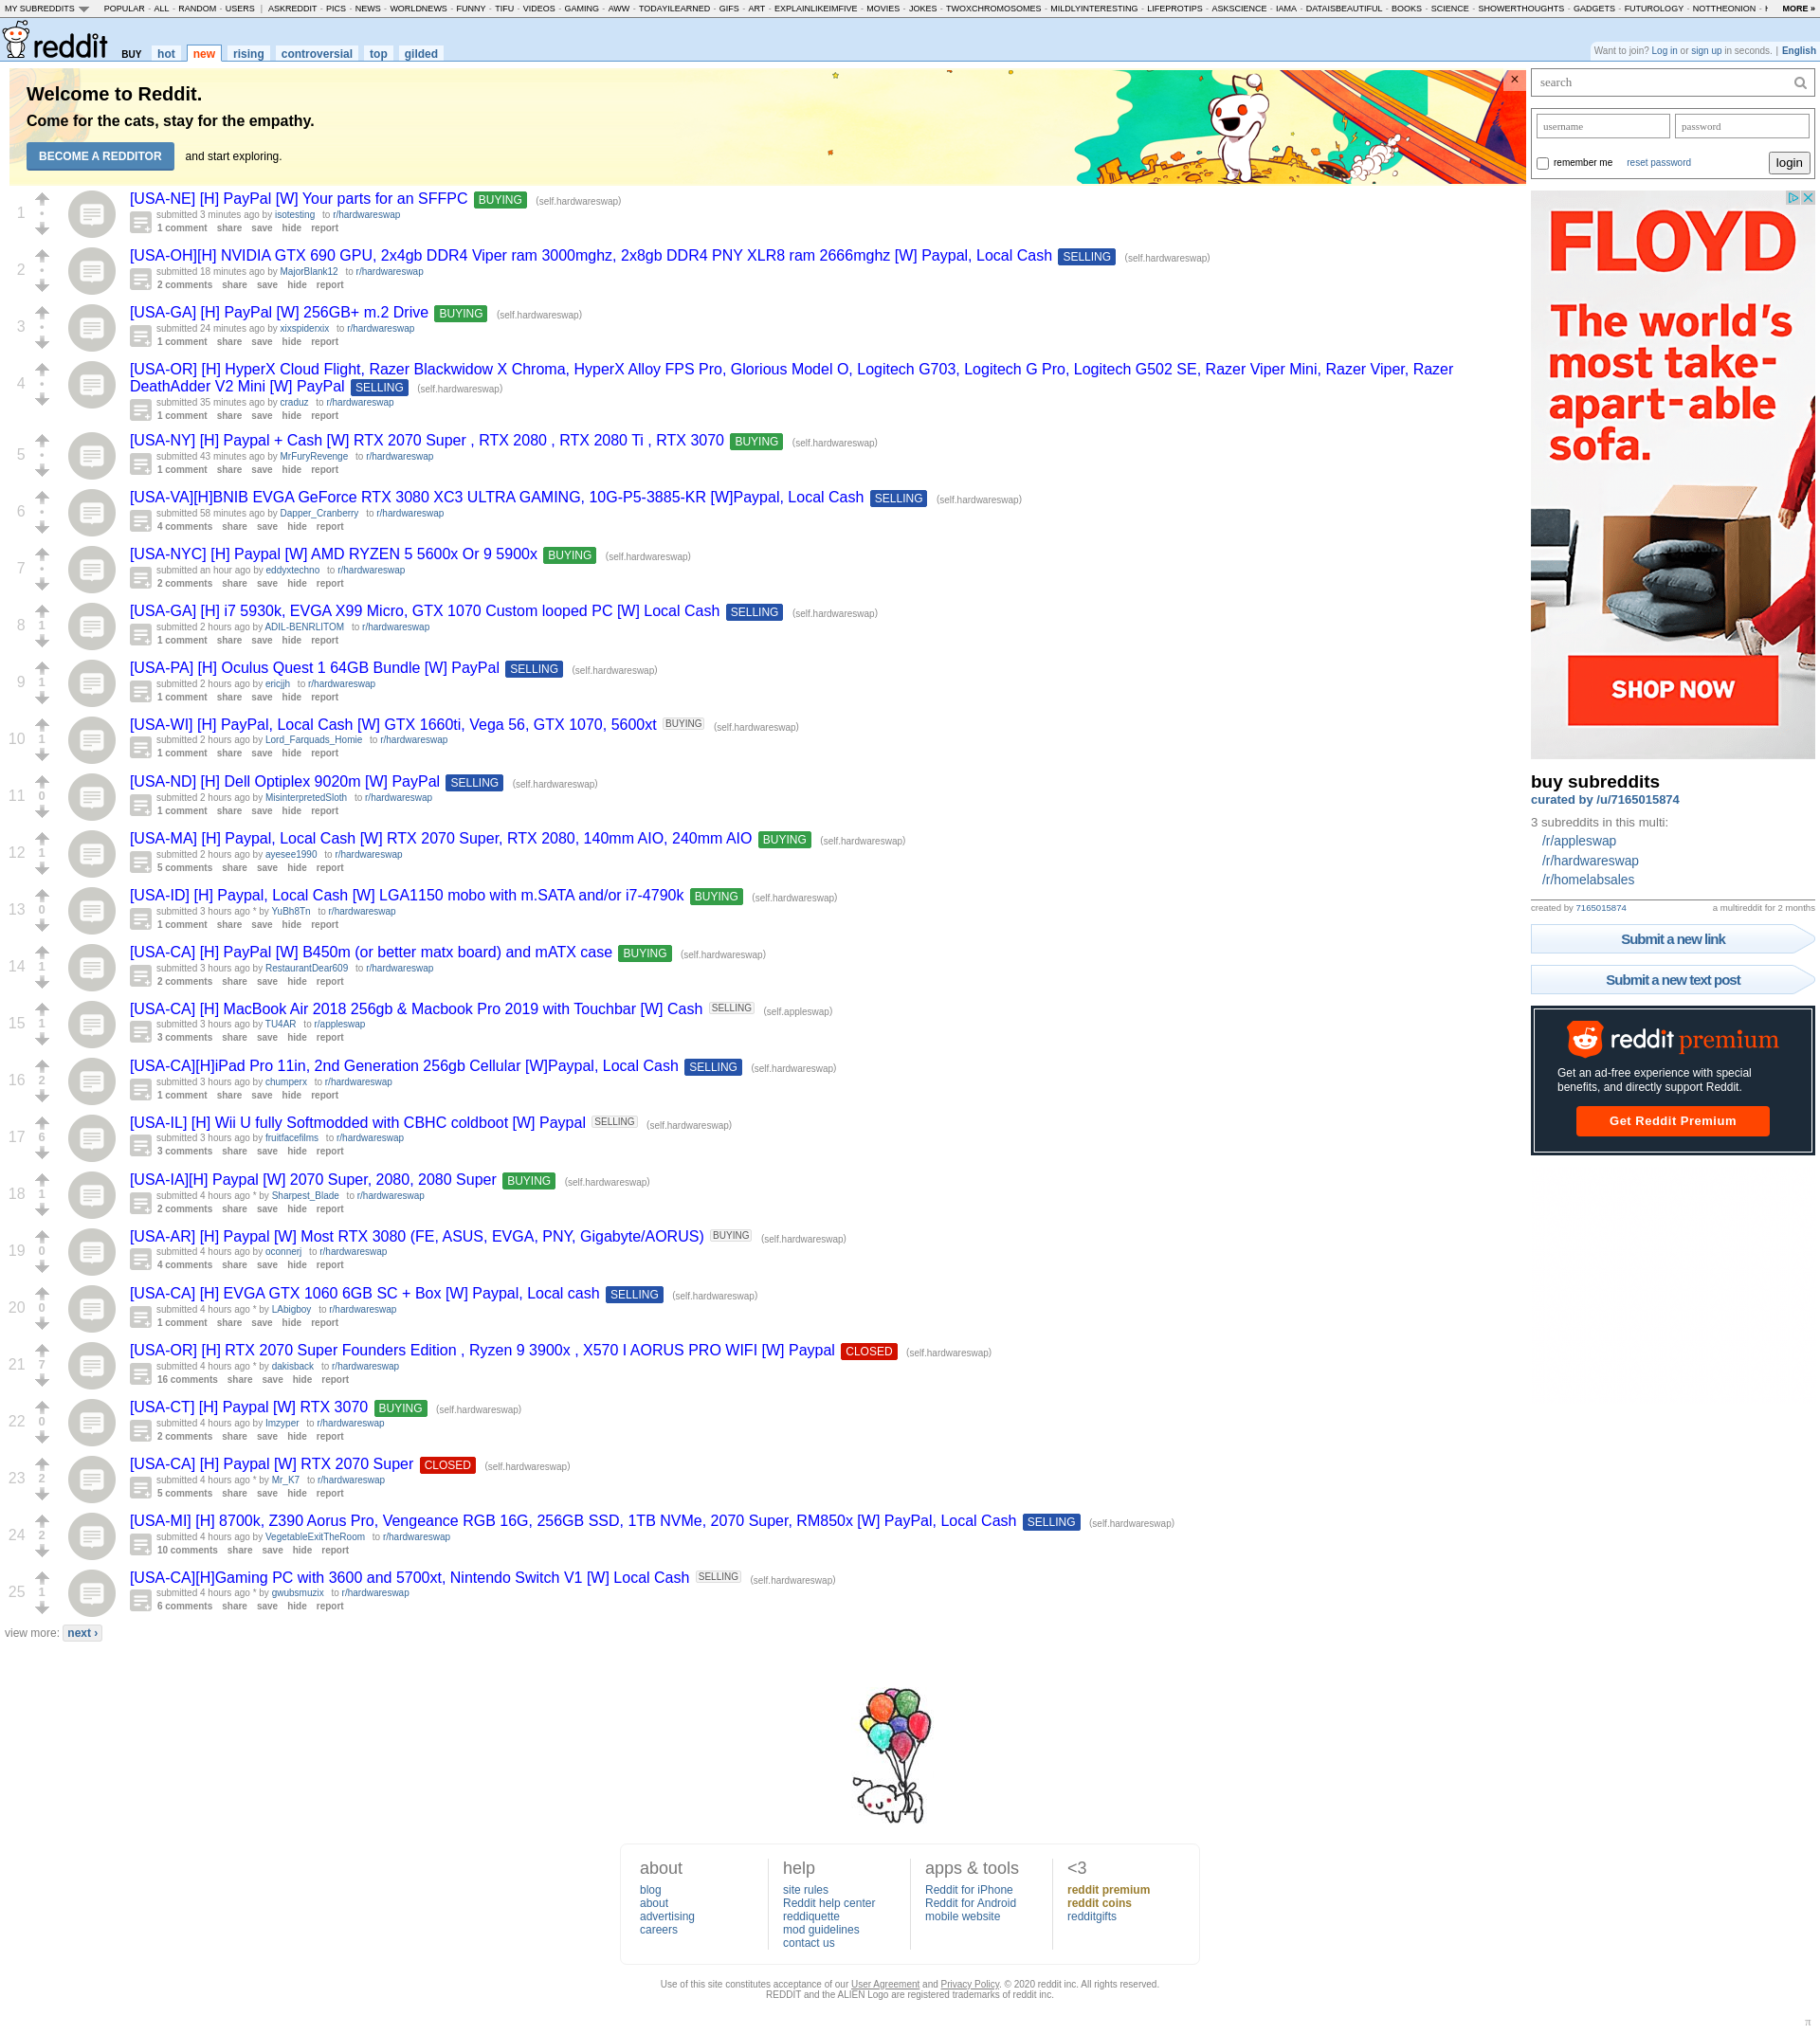 MY SUBREDDITS POPULAR - ALL - RANDOM - USERS | ASKREDDIT - PICS - NEWS - WORLDNEWS - FUNNY - TIFU - VIDEOS - GAMING - AWW - TODAYILEARNED - GIFS - ART - EXPLAINLIKEIMFIVE - MOVIES - JOKES - TWOXCHROMOSOMES - MILDLYINTERESTING - LIFEPROTIPS - ASKSCIENCE - IAMA - DATAISBEAUTIFUL - BOOKS - SCIENCE - SHOWERTHOUGHTS - GADGETS - FUTUROLOGY - NOTTHEONION - MORE »
reddit BUY hot new rising controversial top gilded
Want to join? Log in or sign up in seconds. | English
Welcome to Reddit.
Come for the cats, stay for the empathy.
BECOME A REDDITOR and start exploring.
×
1
[USA-NE] [H] PayPal [W] Your parts for an SFFPC BUYING (self.hardwareswap)
submitted 3 minutes ago by isotesting to r/hardwareswap
1 comment share save hide report
2
[USA-OH][H] NVIDIA GTX 690 GPU, 2x4gb DDR4 Viper ram 3000mghz, 2x8gb DDR4 PNY XLR8 ram 2666mghz [W] Paypal, Local Cash SELLING (self.hardwareswap)
submitted 18 minutes ago by MajorBlank12 to r/hardwareswap
2 comments share save hide report
3
[USA-GA] [H] PayPal [W] 256GB+ m.2 Drive BUYING (self.hardwareswap)
submitted 24 minutes ago by xixspiderxix to r/hardwareswap
1 comment share save hide report
4
[USA-OR] [H] HyperX Cloud Flight, Razer Blackwidow X Chroma, HyperX Alloy FPS Pro, Glorious Model O, Logitech G703, Logitech G Pro, Logitech G502 SE, Razer Viper Mini, Razer Viper, Razer
DeathAdder V2 Mini [W] PayPal SELLING (self.hardwareswap)
submitted 35 minutes ago by craduz to r/hardwareswap
1 comment share save hide report
5
[USA-NY] [H] Paypal + Cash [W] RTX 2070 Super , RTX 2080 , RTX 2080 Ti , RTX 3070 BUYING (self.hardwareswap)
submitted 43 minutes ago by MrFuryRevenge to r/hardwareswap
1 comment share save hide report
6
[USA-VA][H]BNIB EVGA GeForce RTX 3080 XC3 ULTRA GAMING, 10G-P5-3885-KR [W]Paypal, Local Cash SELLING (self.hardwareswap)
submitted 58 minutes ago by Dapper_Cranberry to r/hardwareswap
4 comments share save hide report
7
[USA-NYC] [H] Paypal [W] AMD RYZEN 5 5600x Or 9 5900x BUYING (self.hardwareswap)
submitted an hour ago by eddyxtechno to r/hardwareswap
2 comments share save hide report
8 1
[USA-GA] [H] i7 5930k, EVGA X99 Micro, GTX 1070 Custom looped PC [W] Local Cash SELLING (self.hardwareswap)
submitted 2 hours ago by ADIL-BENRLITOM to r/hardwareswap
1 comment share save hide report
9 1
[USA-PA] [H] Oculus Quest 1 64GB Bundle [W] PayPal SELLING (self.hardwareswap)
submitted 2 hours ago by ericjjh to r/hardwareswap
1 comment share save hide report
10 1
[USA-WI] [H] PayPal, Local Cash [W] GTX 1660ti, Vega 56, GTX 1070, 5600xt BUYING (self.hardwareswap)
submitted 2 hours ago by Lord_Farquads_Homie to r/hardwareswap
1 comment share save hide report
11 0
[USA-ND] [H] Dell Optiplex 9020m [W] PayPal SELLING (self.hardwareswap)
submitted 2 hours ago by MisinterpretedSloth to r/hardwareswap
1 comment share save hide report
12 1
[USA-MA] [H] Paypal, Local Cash [W] RTX 2070 Super, RTX 2080, 140mm AIO, 240mm AIO BUYING (self.hardwareswap)
submitted 2 hours ago by ayesee1990 to r/hardwareswap
5 comments share save hide report
13 0
[USA-ID] [H] Paypal, Local Cash [W] LGA1150 mobo with m.SATA and/or i7-4790k BUYING (self.hardwareswap)
submitted 3 hours ago * by YuBh8Tn to r/hardwareswap
1 comment share save hide report
14 1
[USA-CA] [H] PayPal [W] B450m (or better matx board) and mATX case BUYING (self.hardwareswap)
submitted 3 hours ago by RestaurantDear609 to r/hardwareswap
2 comments share save hide report
15 1
[USA-CA] [H] MacBook Air 2018 256gb & Macbook Pro 2019 with Touchbar [W] Cash SELLING (self.appleswap)
submitted 3 hours ago by TU4AR to r/appleswap
3 comments share save hide report
16 2
[USA-CA][H]iPad Pro 11in, 2nd Generation 256gb Cellular [W]Paypal, Local Cash SELLING (self.hardwareswap)
submitted 3 hours ago by chumperx to r/hardwareswap
1 comment share save hide report
17 6
[USA-IL] [H] Wii U fully Softmodded with CBHC coldboot [W] Paypal SELLING (self.hardwareswap)
submitted 3 hours ago by fruitfacefilms to r/hardwareswap
3 comments share save hide report
18 1
[USA-IA][H] Paypal [W] 2070 Super, 2080, 2080 Super BUYING (self.hardwareswap)
submitted 4 hours ago * by Sharpest_Blade to r/hardwareswap
2 comments share save hide report
19 0
[USA-AR] [H] Paypal [W] Most RTX 3080 (FE, ASUS, EVGA, PNY, Gigabyte/AORUS) BUYING (self.hardwareswap)
submitted 4 hours ago by oconnerj to r/hardwareswap
4 comments share save hide report
20 0
[USA-CA] [H] EVGA GTX 1060 6GB SC + Box [W] Paypal, Local cash SELLING (self.hardwareswap)
submitted 4 hours ago * by LAbigboy to r/hardwareswap
1 comment share save hide report
21 7
[USA-OR] [H] RTX 2070 Super Founders Edition , Ryzen 9 3900x , X570 I AORUS PRO WIFI [W] Paypal CLOSED (self.hardwareswap)
submitted 4 hours ago * by dakisback to r/hardwareswap
16 comments share save hide report
22 0
[USA-CT] [H] Paypal [W] RTX 3070 BUYING (self.hardwareswap)
submitted 4 hours ago by Imzyper to r/hardwareswap
2 comments share save hide report
23 2
[USA-CA] [H] Paypal [W] RTX 2070 Super CLOSED (self.hardwareswap)
submitted 4 hours ago * by Mr_K7 to r/hardwareswap
5 comments share save hide report
24 2
[USA-MI] [H] 8700k, Z390 Aorus Pro, Vengeance RGB 16G, 256GB SSD, 1TB NVMe, 2070 Super, RM850x [W] PayPal, Local Cash SELLING (self.hardwareswap)
submitted 4 hours ago by VegetableExitTheRoom to r/hardwareswap
10 comments share save hide report
25 1
[USA-CA][H]Gaming PC with 3600 and 5700xt, Nintendo Switch V1 [W] Local Cash SELLING (self.hardwareswap)
submitted 4 hours ago * by gwubsmuzix to r/hardwareswap
6 comments share save hide report
view more: next ›
search
username password
remember me reset password login
FLOYD
The world's
most take-
apart-able
sofa.
SHOP NOW
buy subreddits
curated by /u/7165015874
3 subreddits in this multi:
/r/appleswap
/r/hardwareswap
/r/homelabsales
created by 7165015874 a multireddit for 2 months
Submit a new link
Submit a new text post
reddit premium
Get an ad-free experience with special
benefits, and directly support Reddit.
Get Reddit Premium
about
blog
about
advertising
careers
help
site rules
Reddit help center
reddiquette
mod guidelines
contact us
apps & tools
Reddit for iPhone
Reddit for Android
mobile website
<3
reddit premium
reddit coins
redditgifts
Use of this site constitutes acceptance of our User Agreement and Privacy Policy. © 2020 reddit inc. All rights reserved.
REDDIT and the ALIEN Logo are registered trademarks of reddit inc.
π